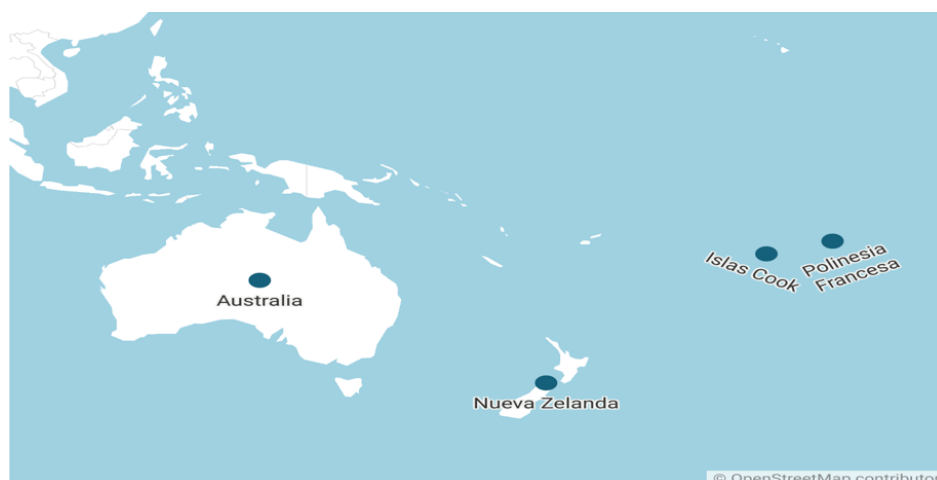 Islas Cook
Polinesia
Francesa
Australia
Nueva Zelanda
© OpenStreetMap contributor